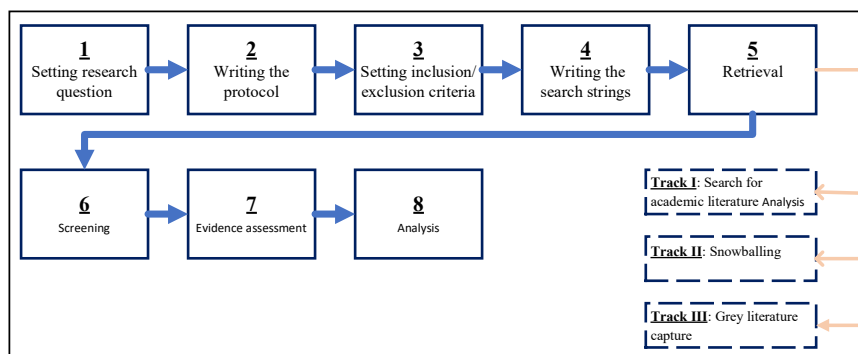 1
Setting research
question
2
Writing the
protocol
3
Setting inclusion/
exclusion criteria
4
Writing the
search strings
5
Retrieval
6
Screening
7
Evidence assessment
8
Analysis
Track I: Search for
academic literature Analysis
Track II: Snowballing
Track III: Grey literature
capture